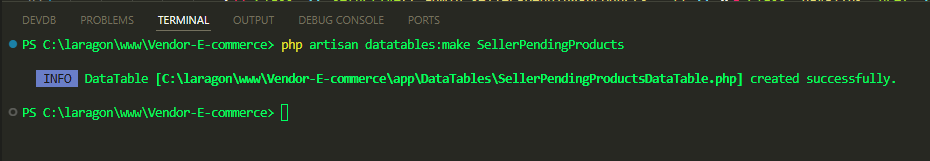 DEVDB PROBLEMS TERMINAL OUTPUT DEBUG CONSOLE PORTS
PS C:\laragon\www\Vendor-E-commerce> php artisan datatables:make SellerPendingProducts
INFO DataTable [C:\laragon\www\Vendor-E-commerce\app\DataTables\SellerPendingProductsDataTable.php] created successfully.
PS C:\laragon\www\Vendor-E-commerce>